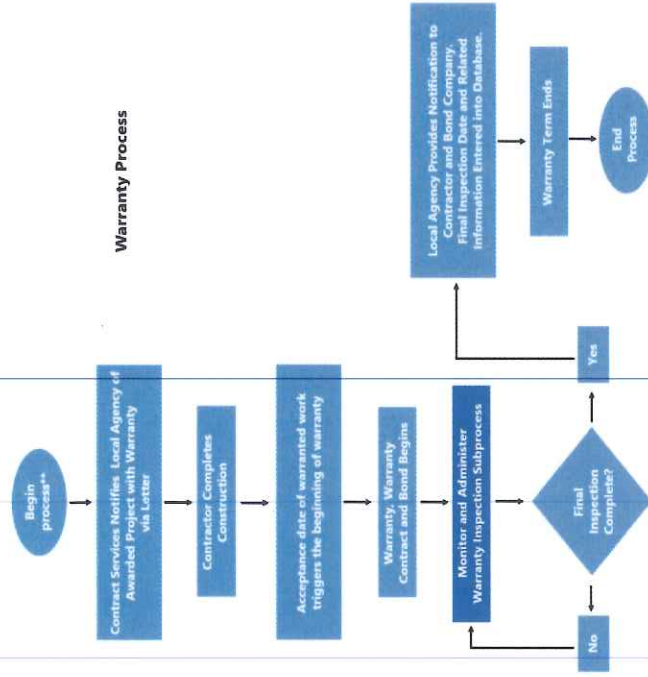 Warranty Process
Begin
process**
Contract Services Notifies Local Agency of
Awarded Project with Warranty
via Letter
Contractor Completes
Construction
Acceptance date of warranted work
triggers the beginning of warranty
Warranty, Warranty
Contract and Bond Begins
Monitor and Administer
Warranty Inspection Subprocess
Final
Inspection
Complete?
No
Yes
Local Agency Provides Notification to
Contractor and Bond Company.
Final Inspection Date and Related
Information Entered into Database.
Warranty Term Ends
End
Process